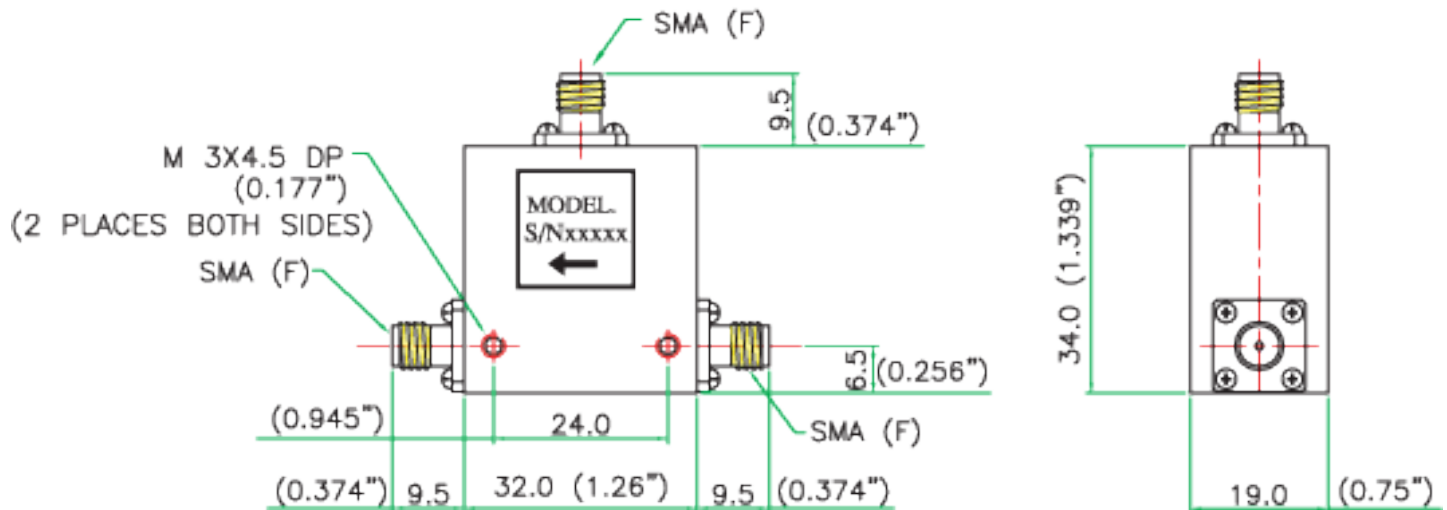 SMA (F)
9.5
(0.374")
M 3X4.5 DP
(0.177")
(2 PLACES BOTH SIDES)
MODEL.
S/Nxxxxx
SMA (F)
34.0 (1.339")
6.5
(0.256")
(0.945")
24.0
SMA (F)
(0.374")
9.5
32.0 (1.26")
9.5
(0.374")
19.0
(0.75")